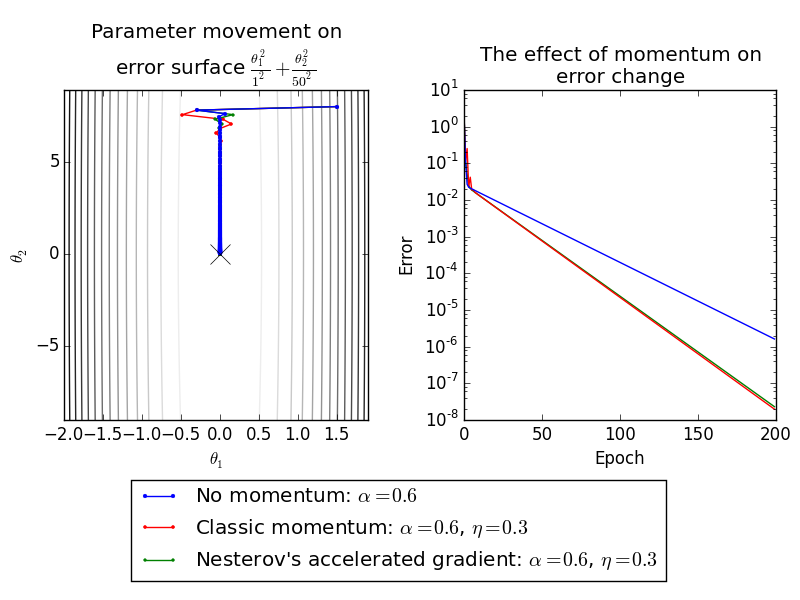 Parameter movement on
error surface θ₁²/1² + θ₂²/50²
The effect of momentum on
error change
θ₂
5
0
−5
−2.0 −1.5 −1.0 −0.5 0.0 0.5 1.0 1.5
θ₁
Error
10¹
10⁰
10⁻¹
10⁻²
10⁻³
10⁻⁴
10⁻⁵
10⁻⁶
10⁻⁷
10⁻⁸
0 50 100 150 200
Epoch
No momentum: α=0.6
Classic momentum: α=0.6, η=0.3
Nesterov's accelerated gradient: α=0.6, η=0.3